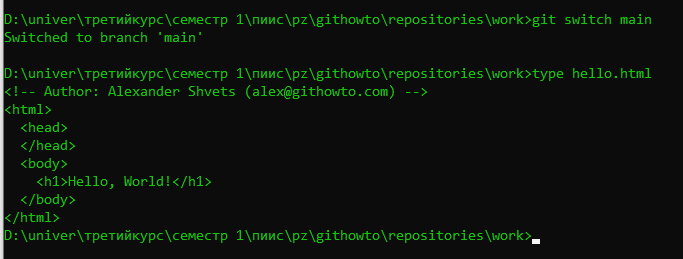 D:\univer\третийкурс\семестр 1\пиис\pz\githowto\repositories\work>git switch main
Switched to branch 'main'
D:\univer\третийкурс\семестр 1\пиис\pz\githowto\repositories\work>type hello.html
<!-- Author: Alexander Shvets (alex@githowto.com) -->
<html>
  <head>
  </head>
  <body>
    <h1>Hello, World!</h1>
  </body>
</html>
D:\univer\третийкурс\семестр 1\пиис\pz\githowto\repositories\work>